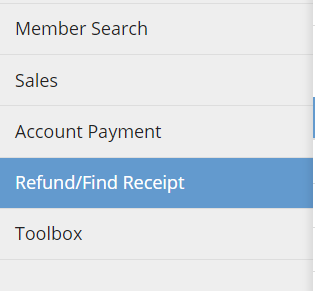 Member Search
Sales
Account Payment
Refund/Find Receipt
Toolbox